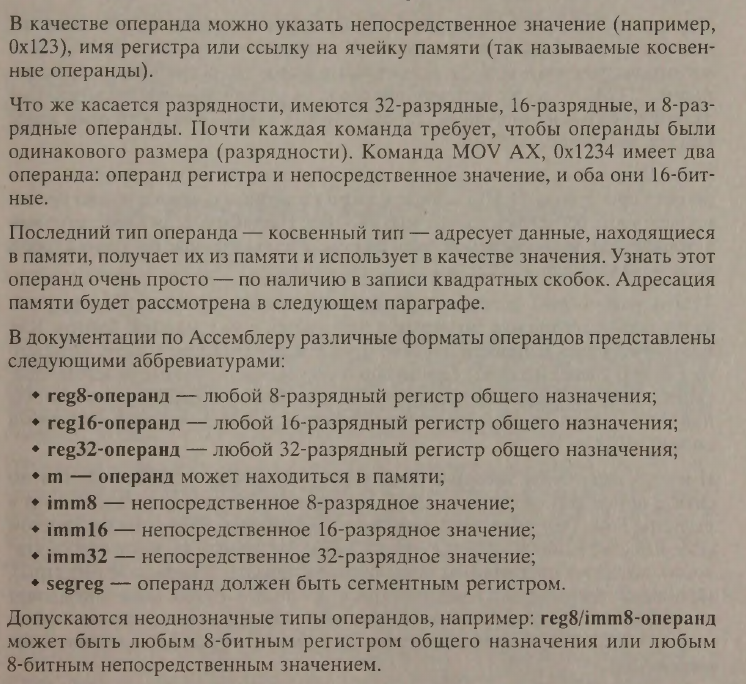 В качестве операнда можно указать непосредственное значение (например,
0x123), имя регистра или ссылку на ячейку памяти (так называемые косвен-
ные операнды).
Что же касается разрядности, имеются 32-разрядные, 16-разрядные, и 8-раз-
рядные операнды. Почти каждая команда требует, чтобы операнды были
одинакового размера (разрядности). Команда MOV AX, 0x1234 имеет два
операнда: операнд регистра и непосредственное значение, и оба они 16-бит-
ные.
Последний тип операнда — косвенный тип — адресует данные, находящиеся
в памяти, получает их из памяти и использует в качестве значения. Узнать этот
операнд очень просто — по наличию в записи квадратных скобок. Адресация
памяти будет рассмотрена в следующем параграфе.
В документации по Ассемблеру различные форматы операндов представлены
следующими аббревиатурами:
◆ reg8-операнд — любой 8-разрядный регистр общего назначения;
◆ reg16-операнд — любой 16-разрядный регистр общего назначения;
◆ reg32-операнд — любой 32-разрядный регистр общего назначения;
◆ m — операнд может находиться в памяти;
◆ imm8 — непосредственное 8-разрядное значение;
◆ imm16 — непосредственное 16-разрядное значение;
◆ imm32 — непосредственное 32-разрядное значение;
◆ segreg — операнд должен быть сегментным регистром.
Допускаются неоднозначные типы операндов, например: reg8/imm8-операнд
может быть любым 8-битным регистром общего назначения или любым
8-битным непосредственным значением.